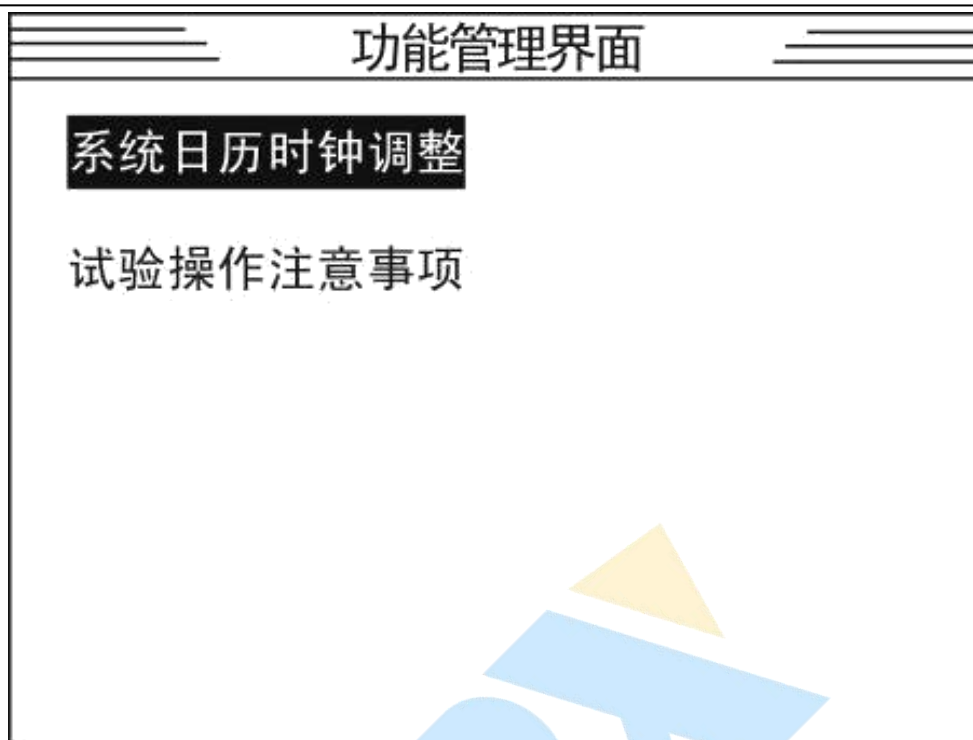 功能管理界面
系统日历时钟调整
试验操作注意事项